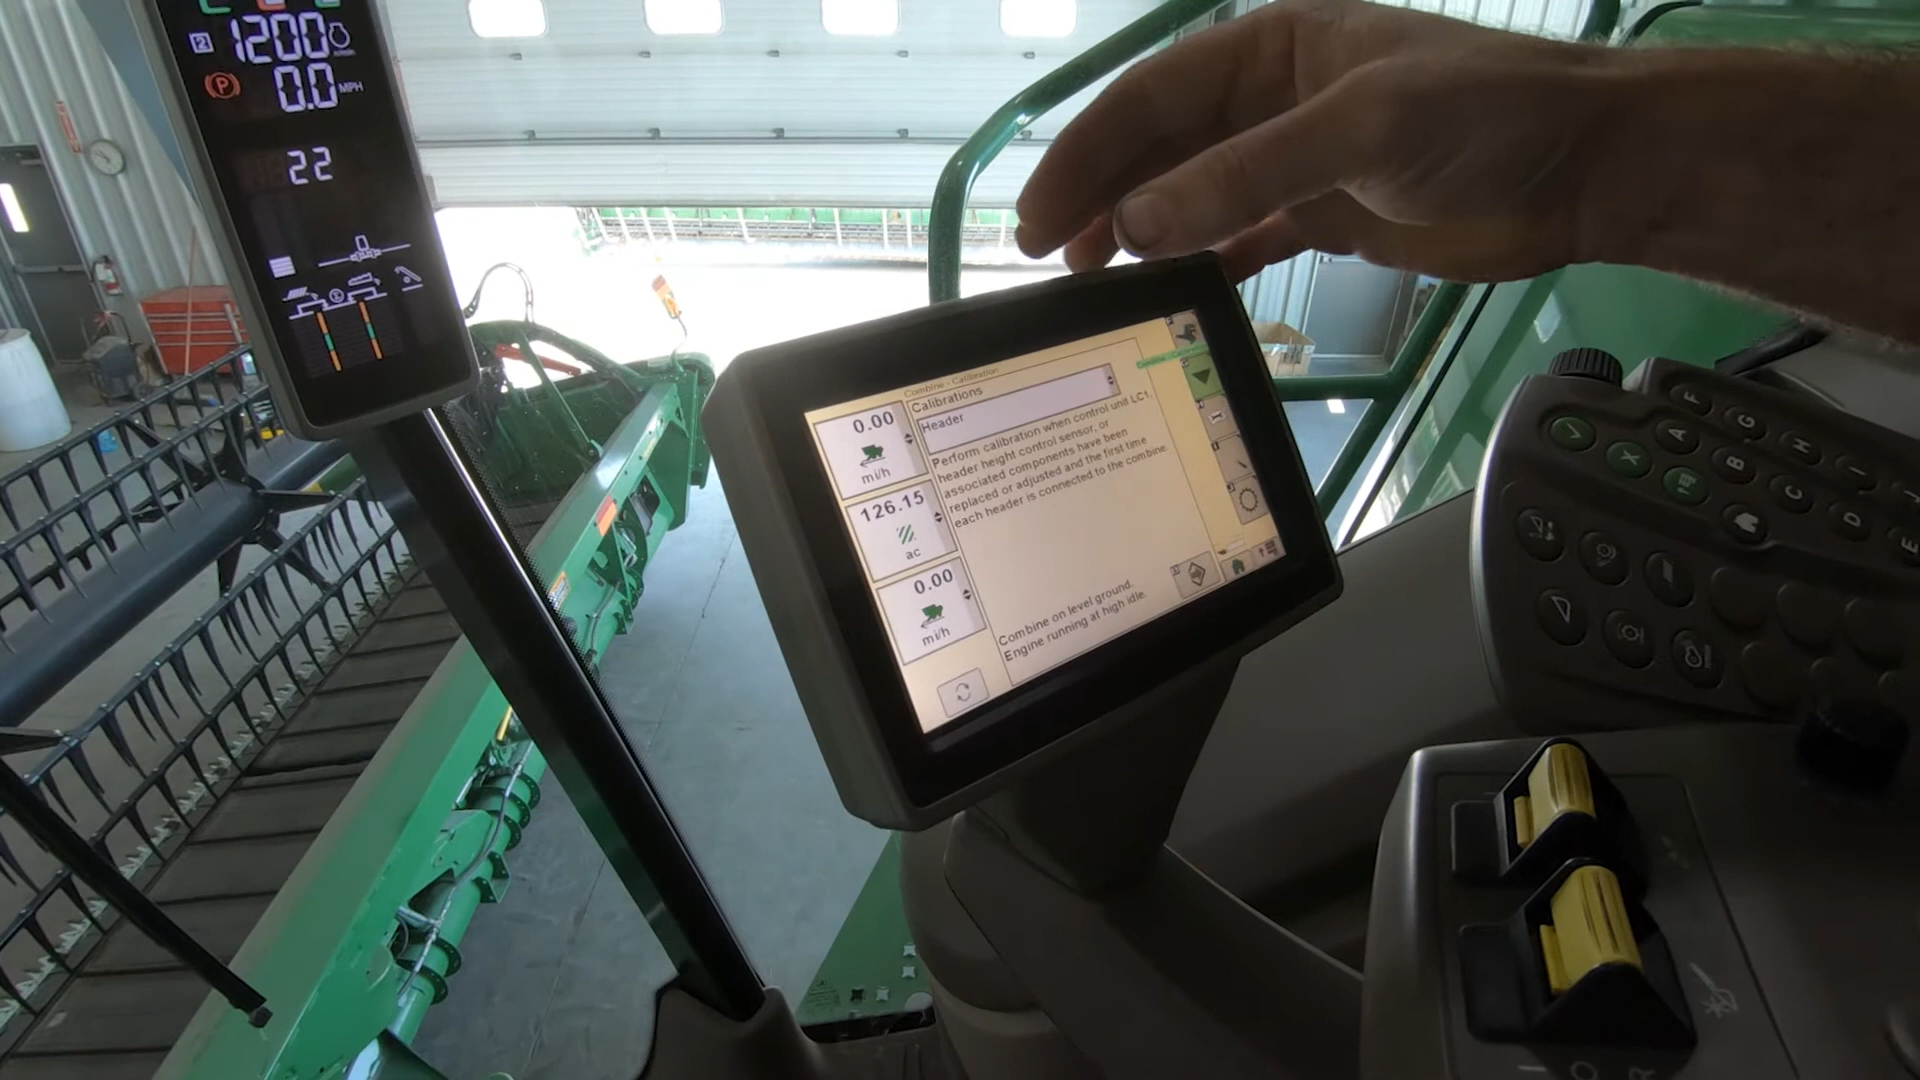 1200
P
0.0 MPH
22
Combine - Calibration
Calibrations
Header
Perform calibration when control unit LC1,
header height control sensor, or
associated components have been
replaced or adjusted and the first time
each header is connected to the combine.
Combine on level ground.
Engine running at high idle.
0.00
mi/h
126.15
ac
0.00
mi/h
F
G
H
I
J
A
B
C
D
E